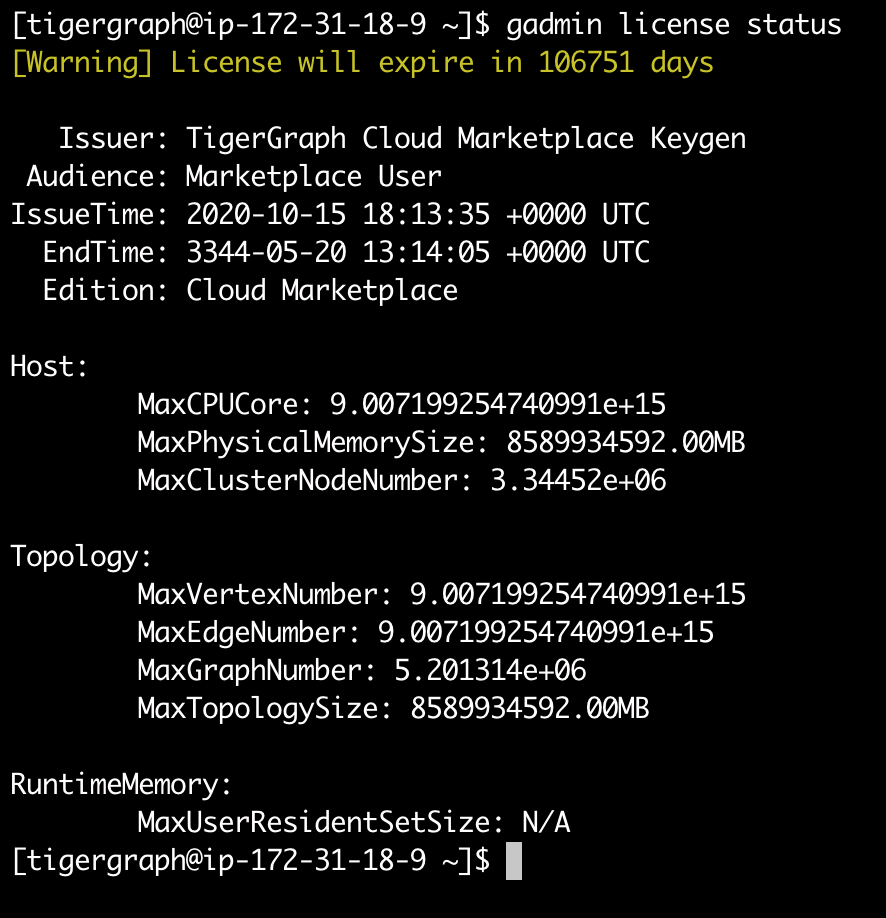 [tigergraph@ip-172-31-18-9 ~]$ gadmin license status
[Warning] License will expire in 106751 days
Issuer: TigerGraph Cloud Marketplace Keygen
Audience: Marketplace User
IssueTime: 2020-10-15 18:13:35 +0000 UTC
EndTime: 3344-05-20 13:14:05 +0000 UTC
Edition: Cloud Marketplace
Host:
MaxCPUCore: 9.007199254740991e+15
MaxPhysicalMemorySize: 8589934592.00MB
MaxClusterNodeNumber: 3.34452e+06
Topology:
MaxVertexNumber: 9.007199254740991e+15
MaxEdgeNumber: 9.007199254740991e+15
MaxGraphNumber: 5.201314e+06
MaxTopologySize: 8589934592.00MB
RuntimeMemory:
MaxUserResidentSetSize: N/A
[tigergraph@ip-172-31-18-9 ~]$